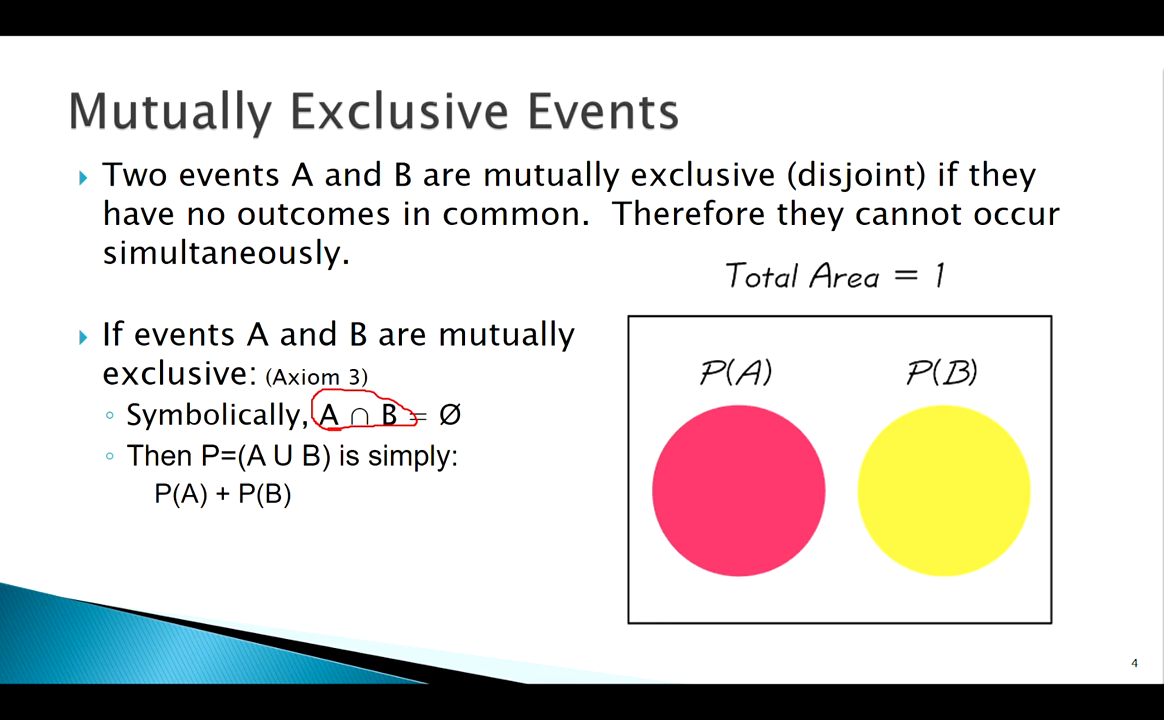 Mutually Exclusive Events
Two events A and B are mutually exclusive (disjoint) if they
have no outcomes in common. Therefore they cannot occur
simultaneously.
Total Area = 1
If events A and B are mutually
exclusive: (Axiom 3)
Symbolically, A ∩ B = Ø
Then P=(A U B) is simply:
P(A) + P(B)
P(A)
P(B)
4